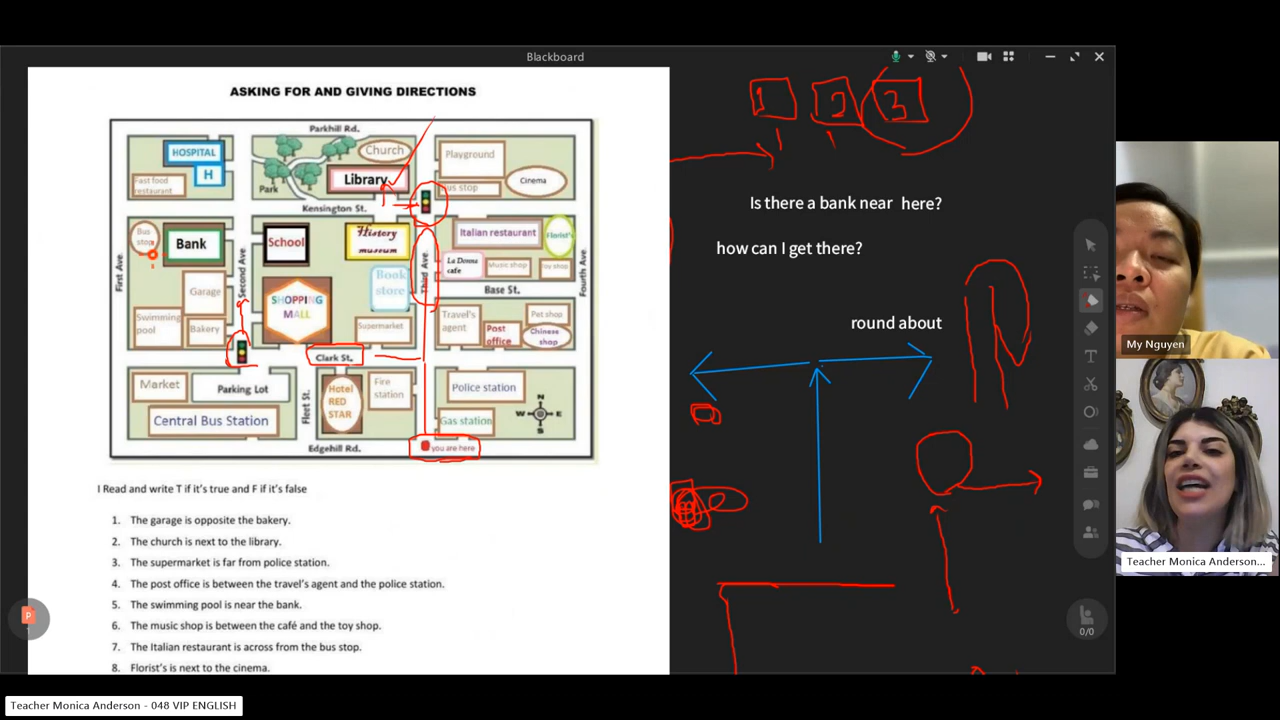 Blackboard
ASKING FOR AND GIVING DIRECTIONS
Parkhill Rd.
HOSPITAL
H
Fast food
restaurant
Park
Church
Library
Playground
us stop
Cinema
Kensington St.
Bus
stop
Bank
School
History
museum
Italian restaurant
Florist's
First Ave.
Second Ave.
Third Ave.
Fourth Ave.
La Donna
cafe
Music shop
Toy shop
Garage
SHOPPING
MALL
Book
store
Base St.
Swimming
pool
Bakery
Supermarket
Travel's
agent
Post
office
Pet shop
Chinese
shop
Clark St.
Market
Parking Lot
Fleet St.
Hotel
RED
STAR
Fire
station
Police station
Central Bus Station
Gas station
N
W
E
S
Edgehill Rd.
you are here
I Read and write T if it's true and F if it's false
1. The garage is opposite the bakery.
2. The church is next to the library.
3. The supermarket is far from police station.
4. The post office is between the travel's agent and the police station.
5. The swimming pool is near the bank.
6. The music shop is between the café and the toy shop.
7. The Italian restaurant is across from the bus stop.
8. Florist's is next to the cinema.
1 2 3
Is there a bank near here?
how can I get there?
round about
T
P
0/0
My Nguyen
Teacher Monica Anderson...
Teacher Monica Anderson - 048 VIP ENGLISH